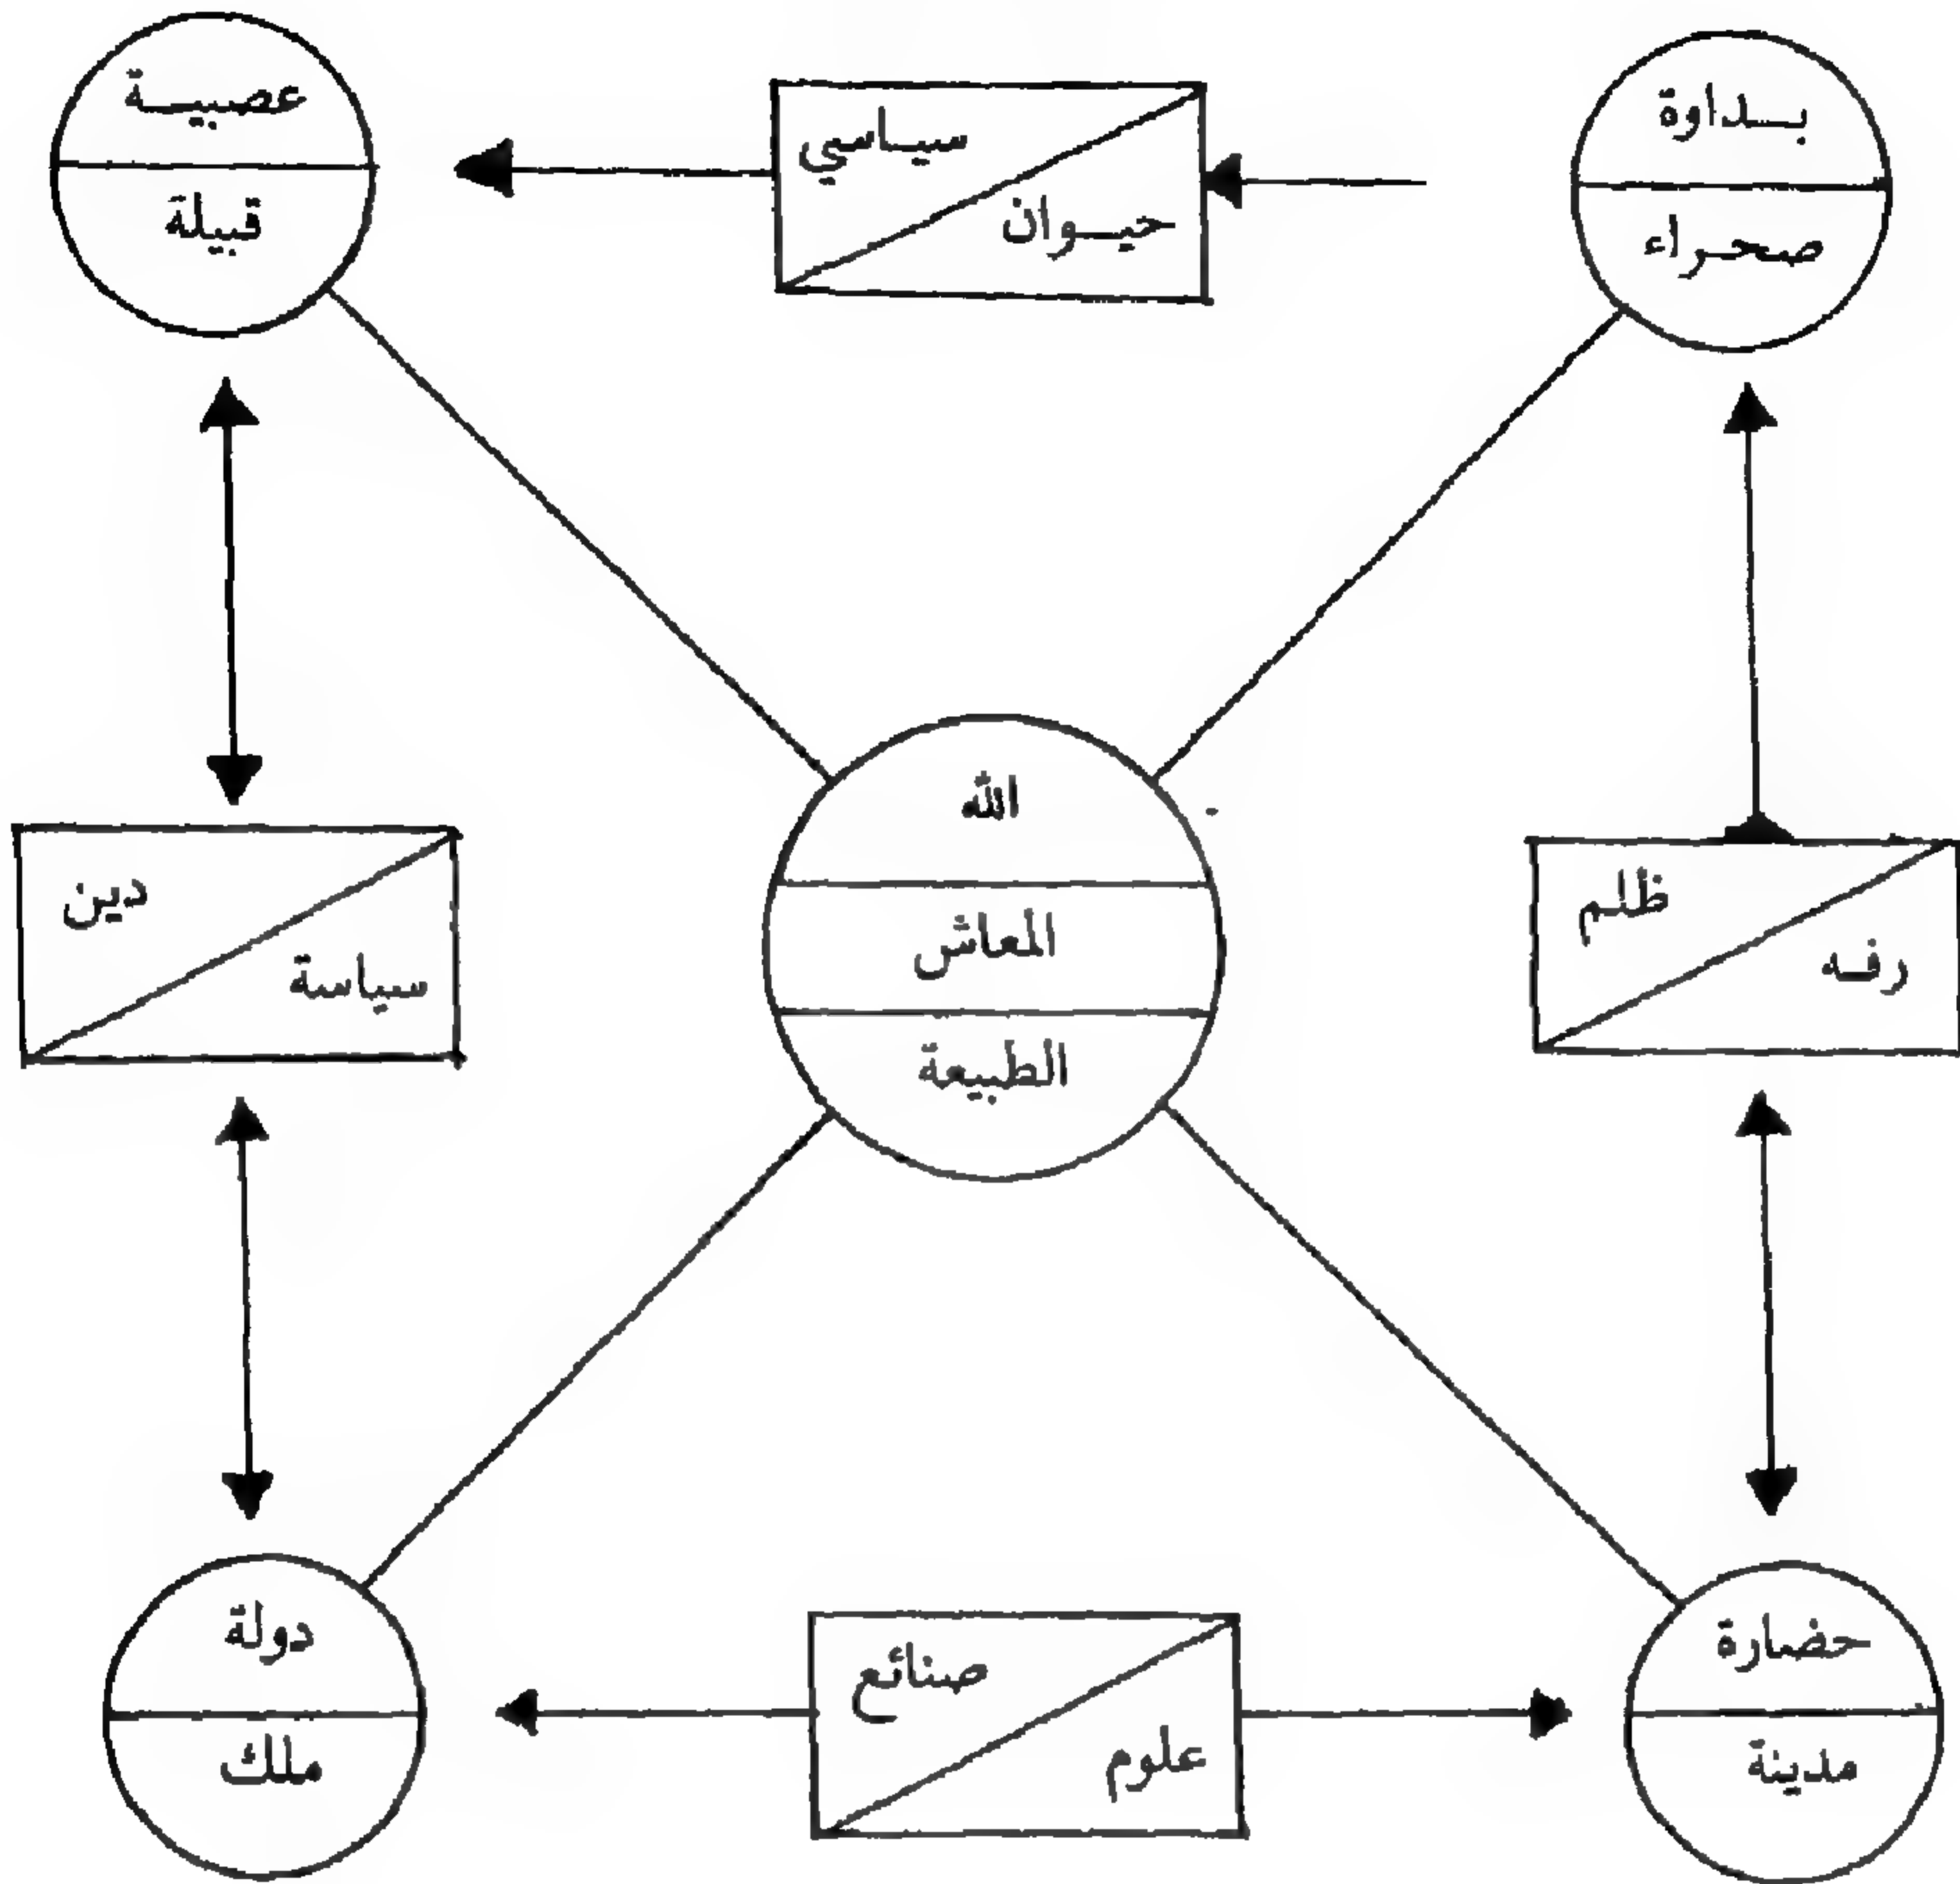 بداوة
صحراء
سياسي
حيوان
عصبية
قبيلة
الله
المعاش
الطبيعة
ظلم
رفه
دين
سياسة
حضارة
مدينة
صنائع
علوم
دولة
ملك